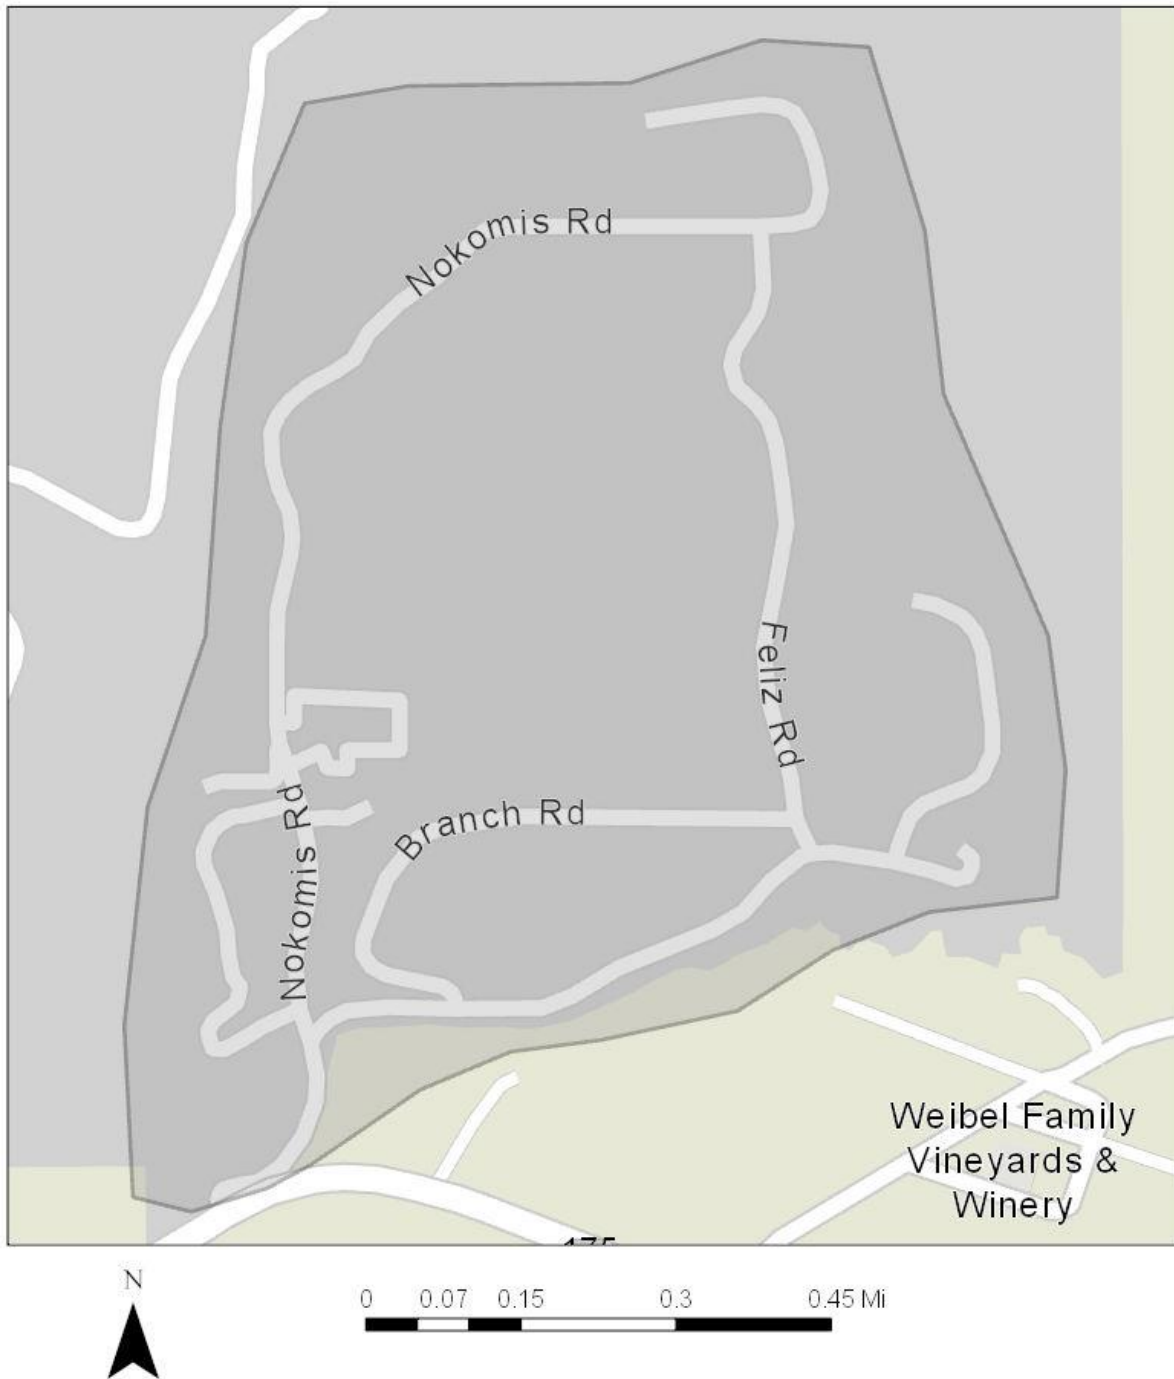 Nokomis Rd
Feliz Rd
Nokomis Rd
Branch Rd
Weibel Family
Vineyards &
Winery
175
N
0 0.07 0.15 0.3 0.45 Mi